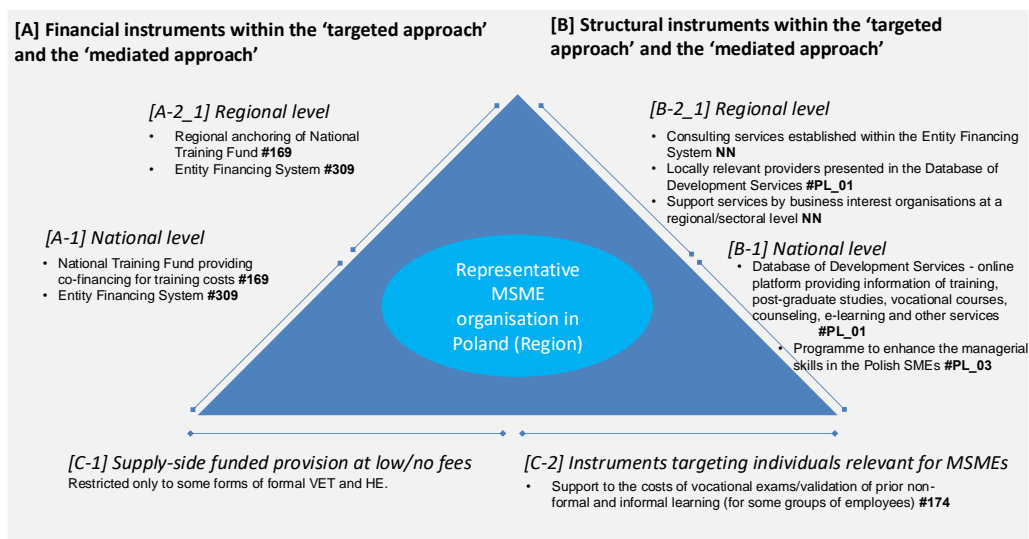 [A] Financial instruments within the ‘targeted approach’
and the ‘mediated approach’
[B] Structural instruments within the ‘targeted
approach’ and the ‘mediated approach’
[A-2_1] Regional level
• Regional anchoring of National
Training Fund #169
• Entity Financing System #309
[B-2_1] Regional level
• Consulting services established within the Entity Financing
System NN
• Locally relevant providers presented in the Database of
Development Services #PL_01
• Support services by business interest organisations at a
regional/sectoral level NN
[A-1] National level
• National Training Fund providing
co-financing for training costs #169
• Entity Financing System #309
[B-1] National level
• Database of Development Services - online
platform providing information of training,
post-graduate studies, vocational courses,
counseling, e-learning and other services
#PL_01
• Programme to enhance the managerial
skills in the Polish SMEs #PL_03
Representative
MSME
organisation in
Poland (Region)
[C-1] Supply-side funded provision at low/no fees
Restricted only to some forms of formal VET and HE.
[C-2] Instruments targeting individuals relevant for MSMEs
• Support to the costs of vocational exams/validation of prior non-
formal and informal learning (for some groups of employees) #174